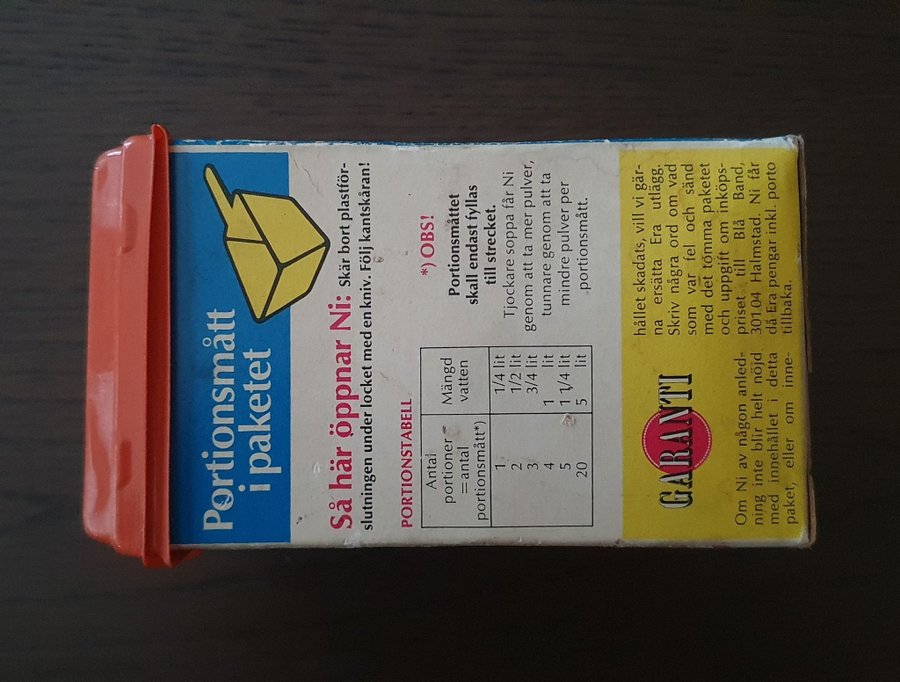 Portionsmått
i paketet
Så här öppnar Ni: Skär bort plastför-
slutningen under locket med en kniv. Följ kantskåran!
PORTIONSTABELL
Antal
portioner
= antal
portionsmått*)
Mängd
vatten
1 1/4 lit
2 1/2 lit
3 3/4 lit
4 1 lit
5 1 1/4 lit
20 5 lit
*) OBS!
Portionsmåttet
skall endast fyllas
till strecket.
Tjockare soppa får Ni
genom att ta mer pulver,
tunnare genom att ta
mindre pulver per
portionsmått.
GARANTI
Om Ni av någon anled-
ning inte blir helt nöjd
med innehållet i detta
paket, eller om inne-
hållet skadats, vill vi gär-
na ersätta Era utlägg.
Skriv några ord om vad
som var fel och sänd
med det tömma paketet
och uppgift om inköps-
priset till Blå Band,
301 04 Halmstad. Ni får
då Era pengar inkl. porto
tillbaka.